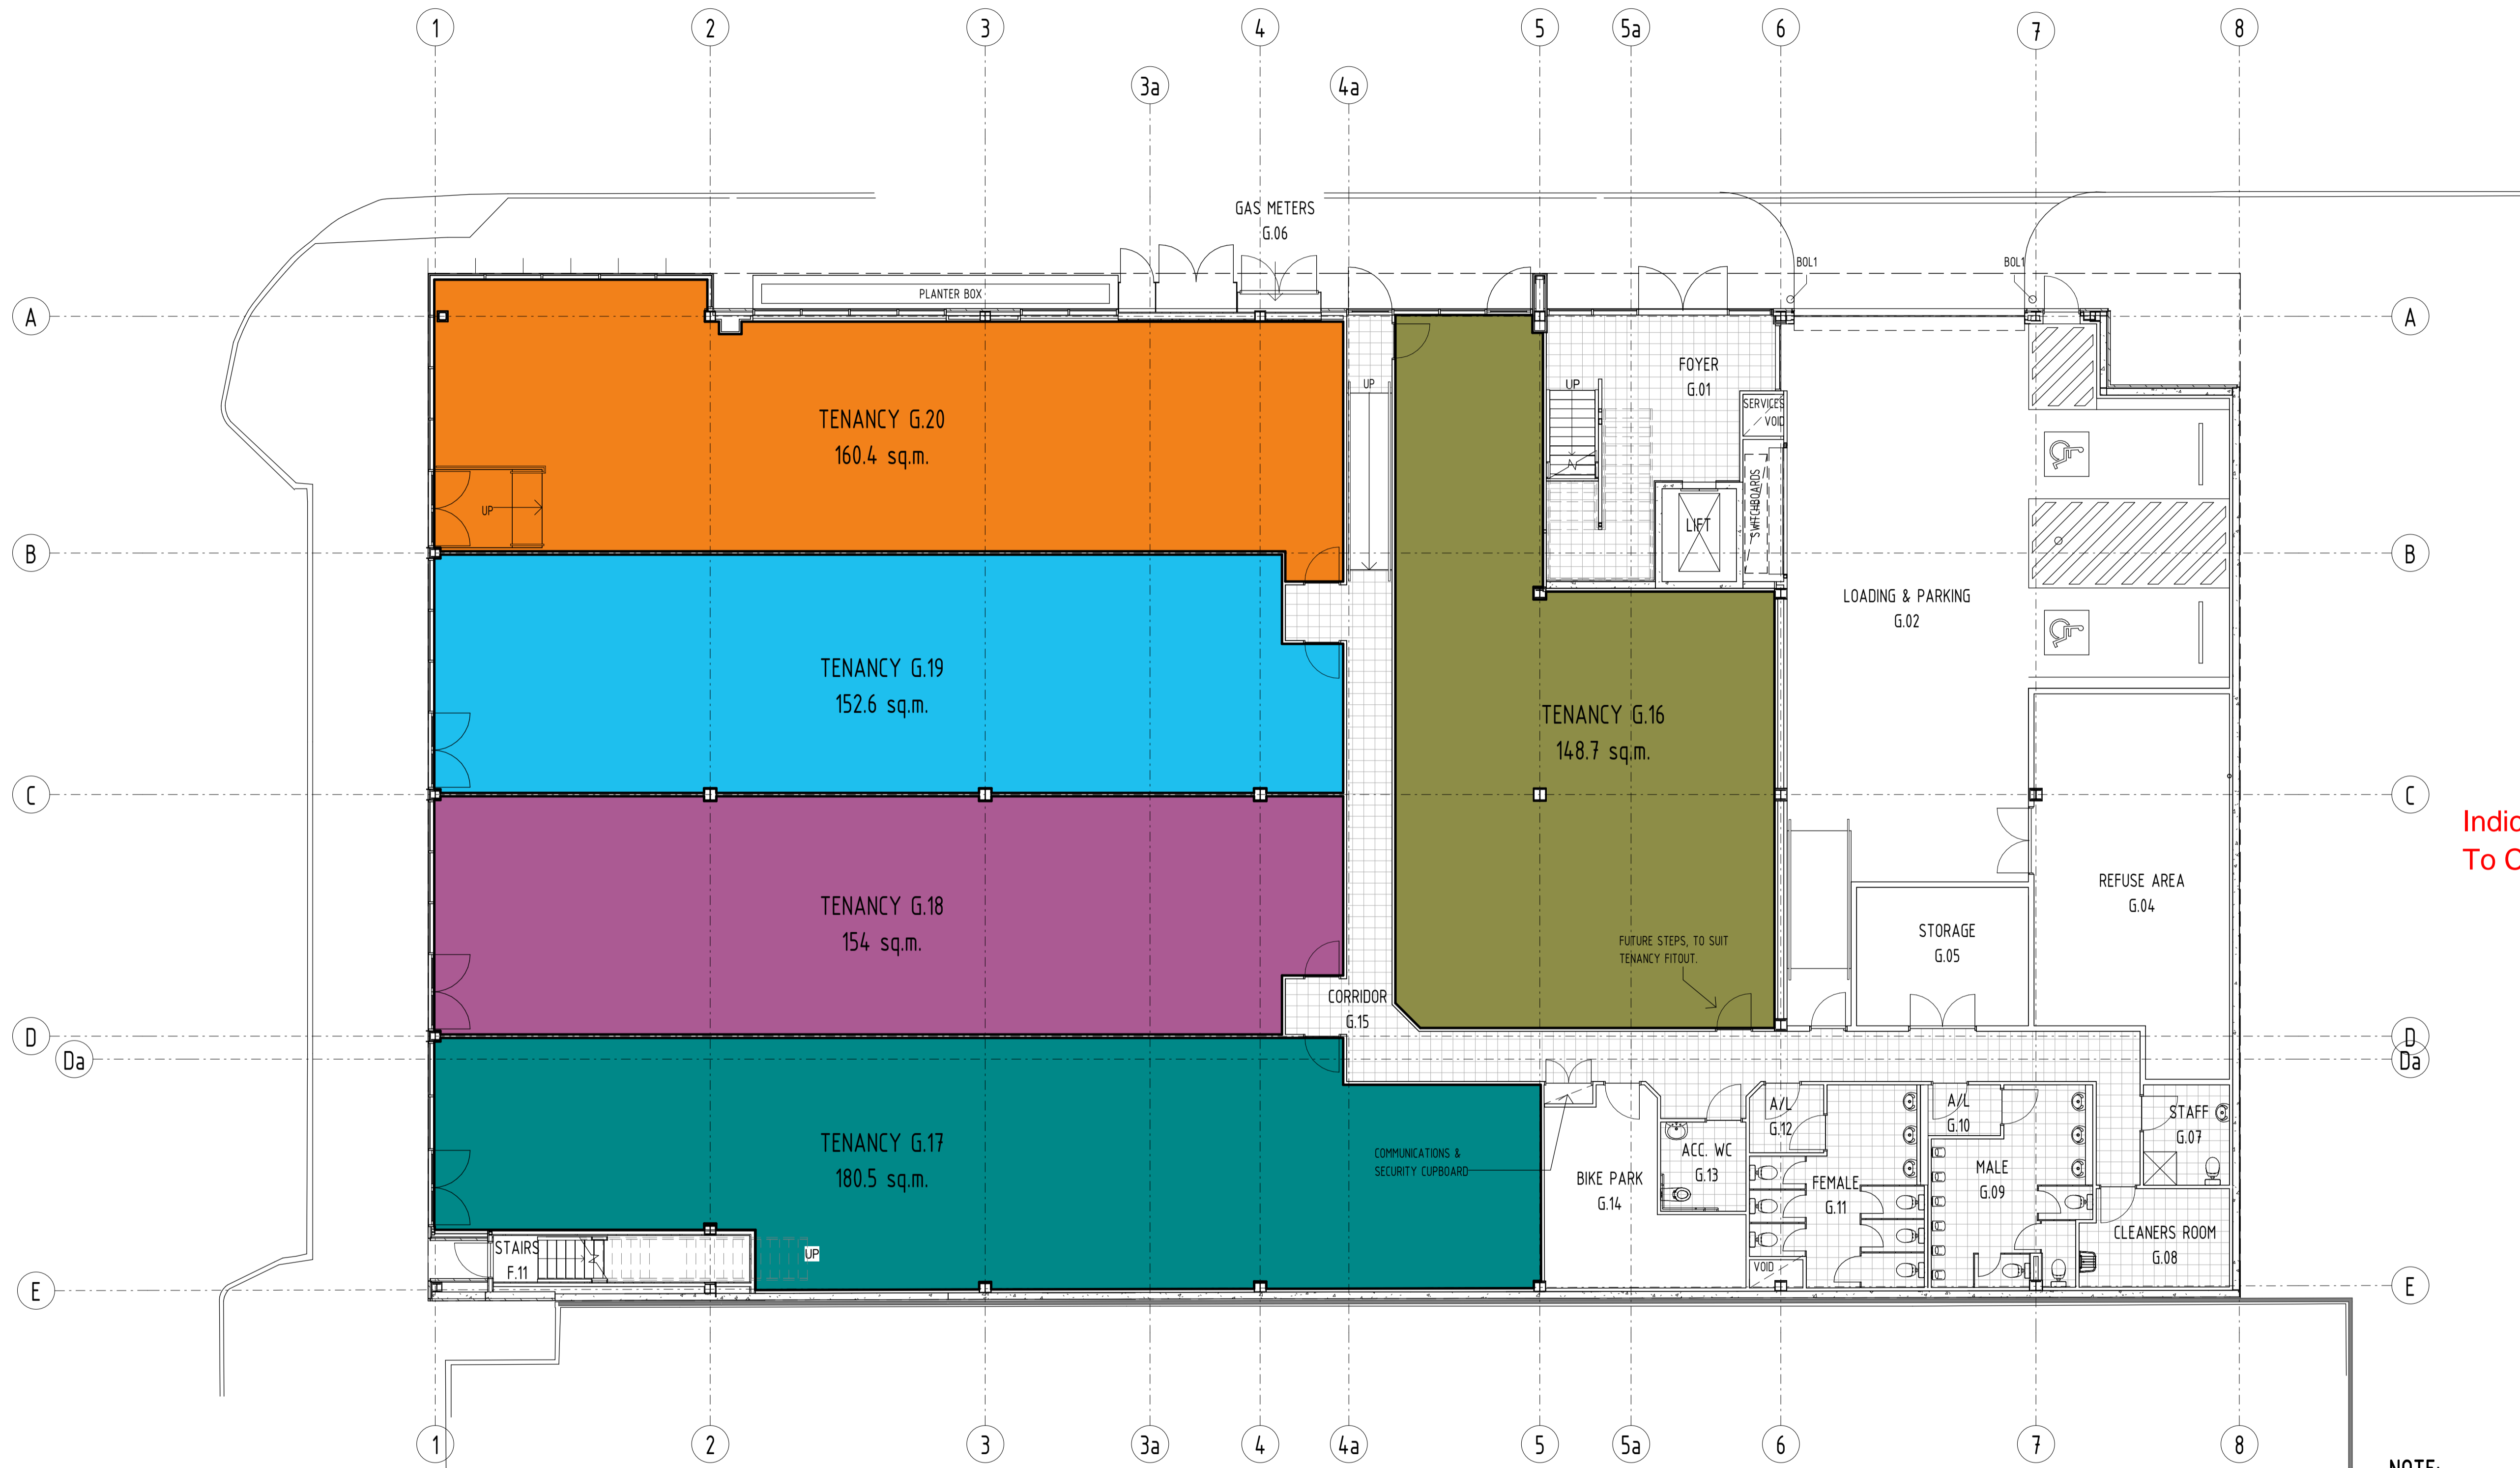 1
2
3
4
5
5a
6
7
8
3a
4a
GAS METERS
G.06
BOL1
BOL1
PLANTER BOX
A
A
FOYER
G.01
UP
UP
SERVICES
VOID
TENANCY G.20
160.4 sq.m.
SWITCHBOARDS
UP
LIFT
B
B
LOADING & PARKING
G.02
TENANCY G.19
152.6 sq.m.
TENANCY G.16
148.7 sq.m.
C
C
To
REFUSE AREA
G.04
TENANCY G.18
154 sq.m.
FUTURE STEPS, TO SUIT
TENANCY FITOUT.
STORAGE
G.05
CORRIDOR
G.15
D
D
Da
Da
A/L
G.12
A/L
G.10
STAFF
G.07
TENANCY G.17
180.5 sq.m.
COMMUNICATIONS &
SECURITY CUPBOARD
ACC. WC
G.13
BIKE PARK
G.14
FEMALE
G.11
MALE
G.09
CLEANERS ROOM
G.08
STAIRS
F.11
UP
VOID
E
E
1
2
3
3a
4
4a
5
5a
6
7
8